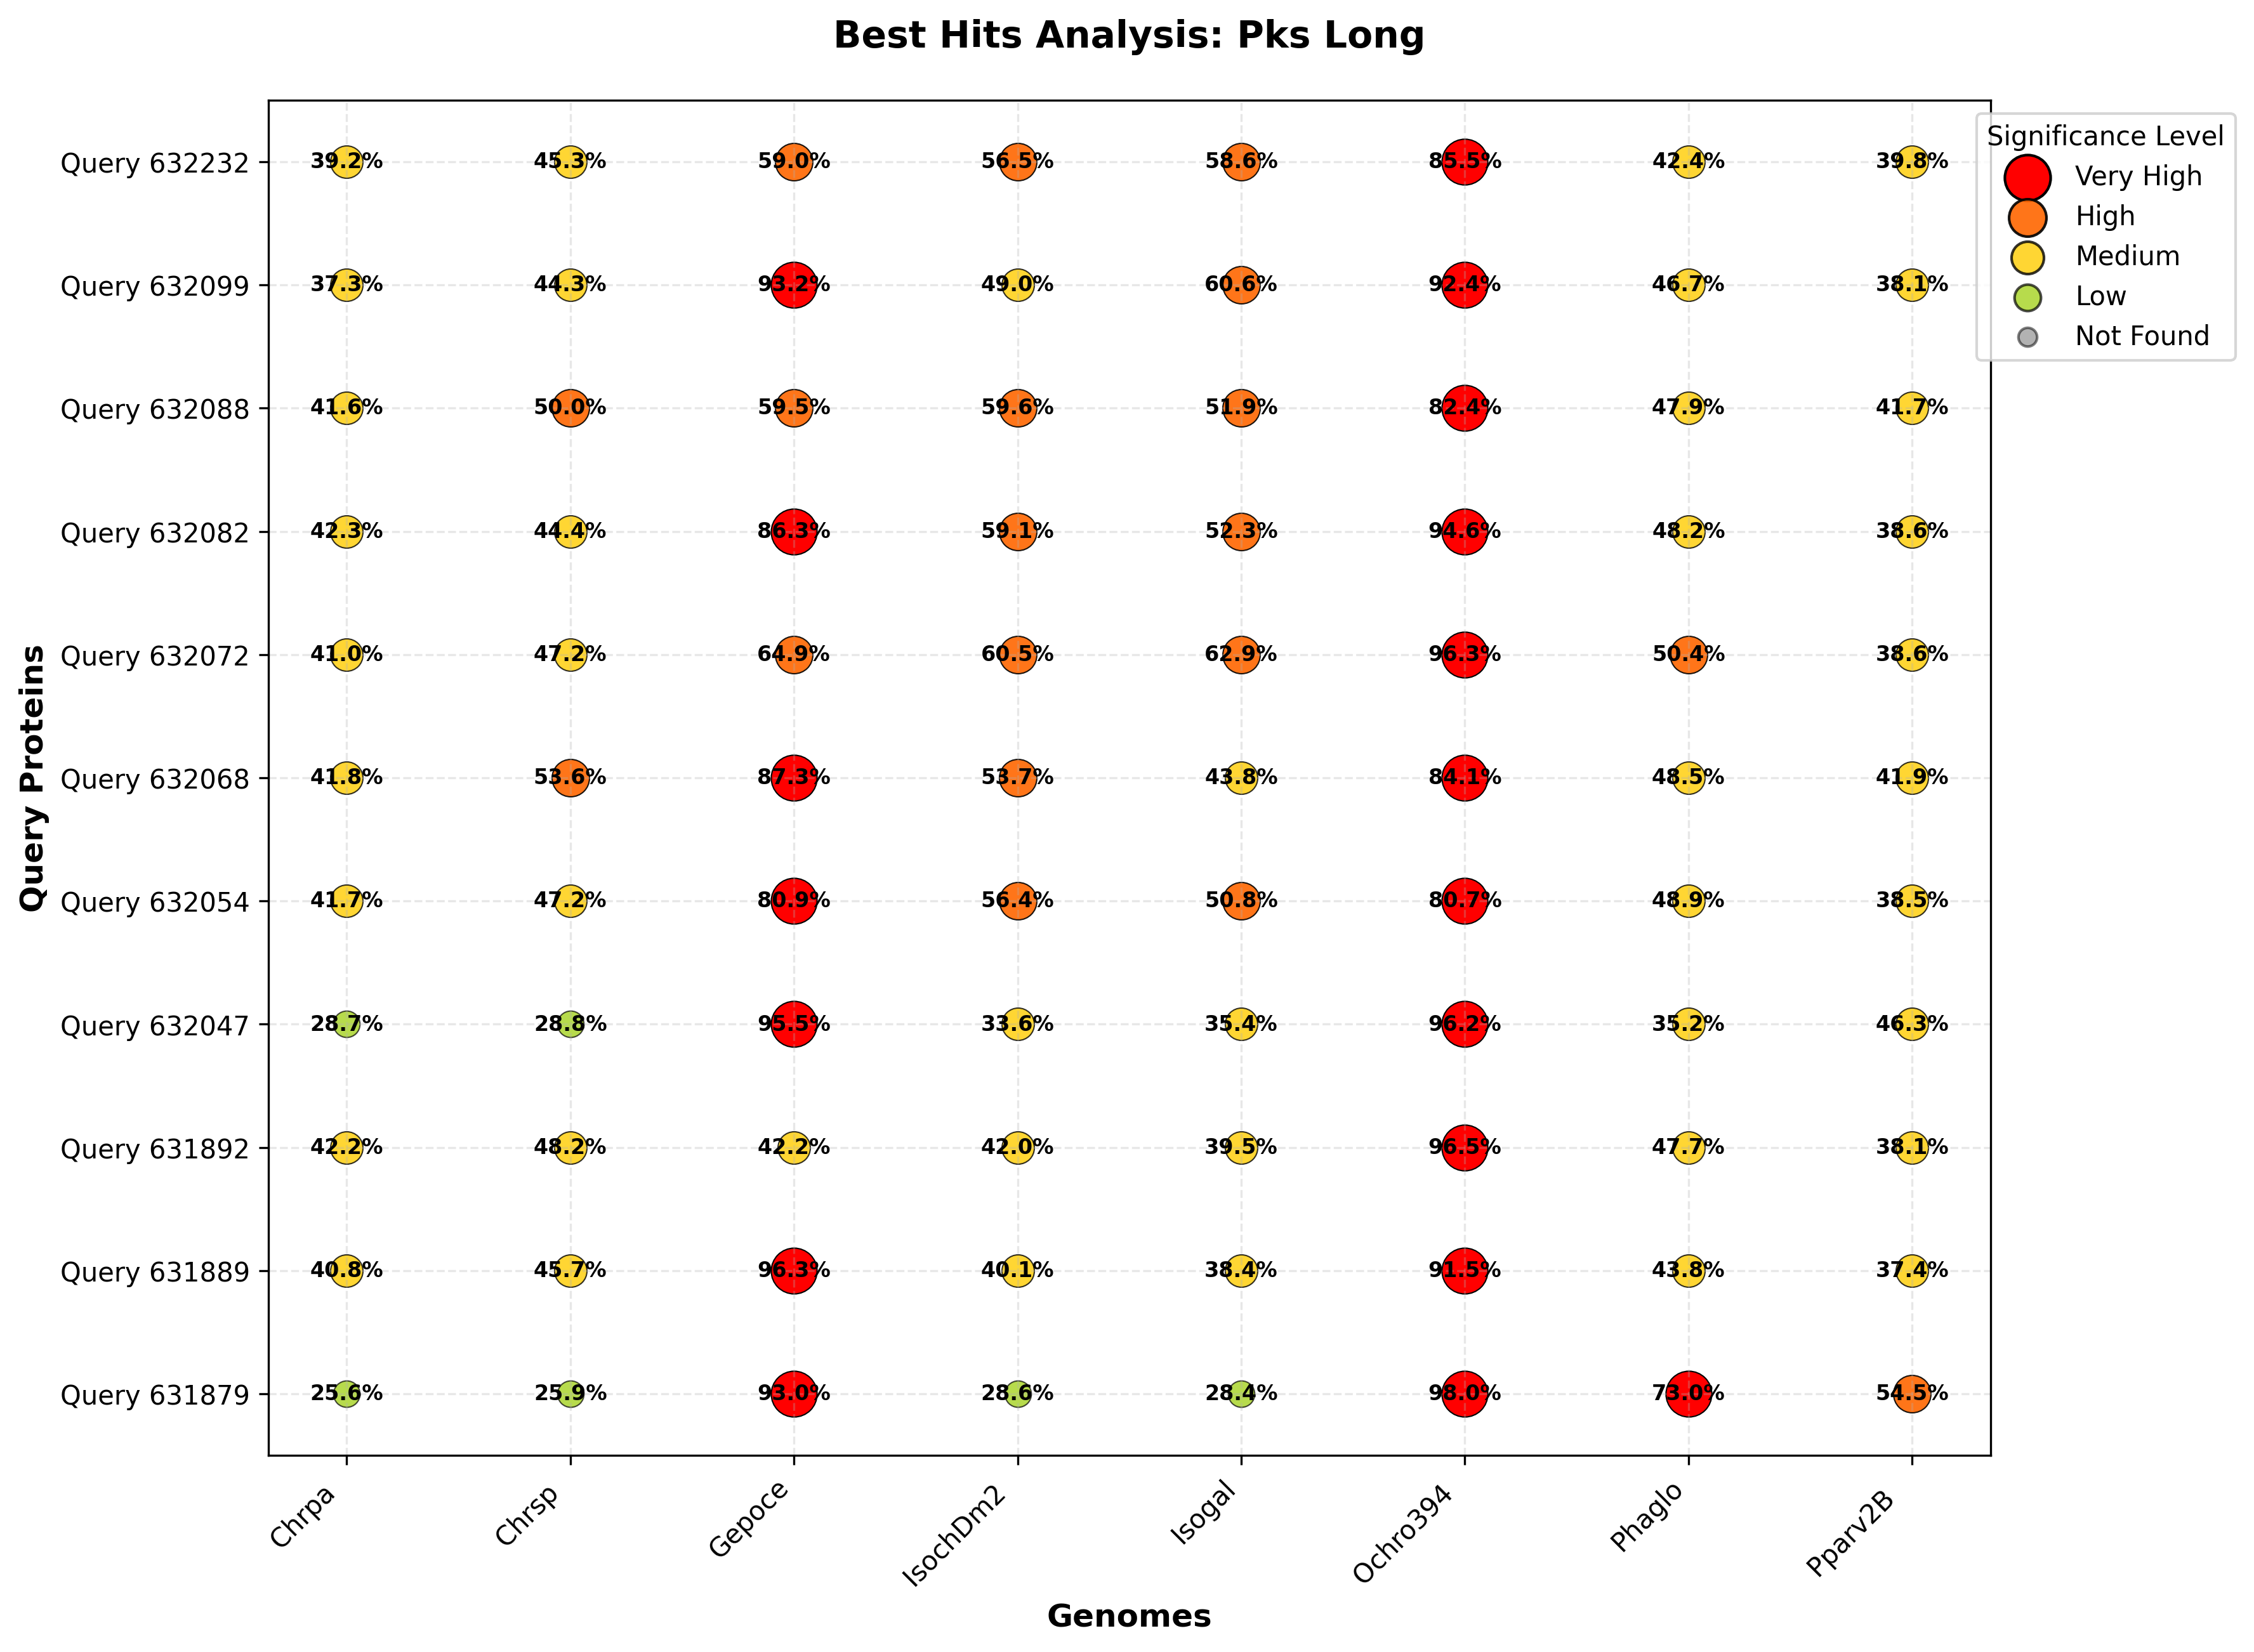 Best Hits Analysis: Pks Long
Significance Level
Very High
High
Medium
Low
Not Found
Query Proteins
Query 632232 39.2% 45.3% 59.0% 56.5% 58.6% 85.5% 42.4% 39.8%
Query 632099 37.3% 44.3% 93.2% 49.0% 60.6% 92.4% 46.7% 38.1%
Query 632088 41.6% 50.0% 59.5% 59.6% 51.9% 82.4% 47.9% 41.7%
Query 632082 42.3% 44.4% 86.3% 59.1% 52.3% 94.6% 48.2% 38.6%
Query 632072 41.0% 47.2% 64.9% 60.5% 62.9% 96.3% 50.4% 38.6%
Query 632068 41.8% 53.6% 87.3% 53.7% 43.8% 84.1% 48.5% 41.9%
Query 632054 41.7% 47.2% 80.9% 56.4% 50.8% 80.7% 48.9% 38.5%
Query 632047 28.7% 28.8% 95.5% 33.6% 35.4% 96.2% 35.2% 46.3%
Query 631892 42.2% 48.2% 42.2% 42.0% 39.5% 96.5% 47.7% 38.1%
Query 631889 40.8% 45.7% 96.3% 40.1% 38.4% 91.5% 43.8% 37.4%
Query 631879 25.6% 25.9% 93.0% 28.6% 28.4% 98.0% 73.0% 54.5%
Chrpa Chrsp Gepoce IsochDm2 Isogal Ochro394 Phaglo Pparv2B
Genomes